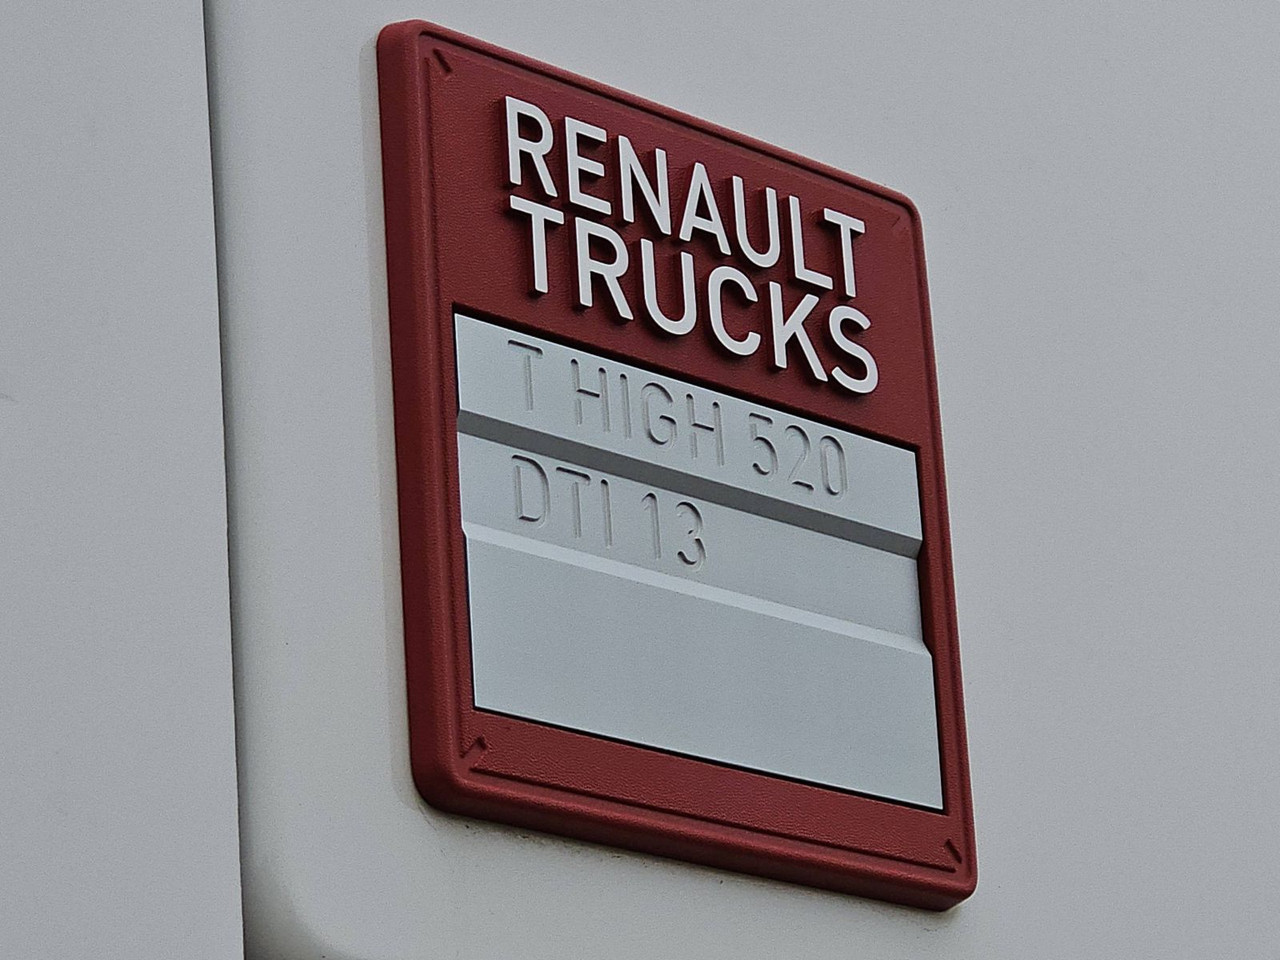 RENAULT
TRUCKS
T HIGH 520
DTI 13